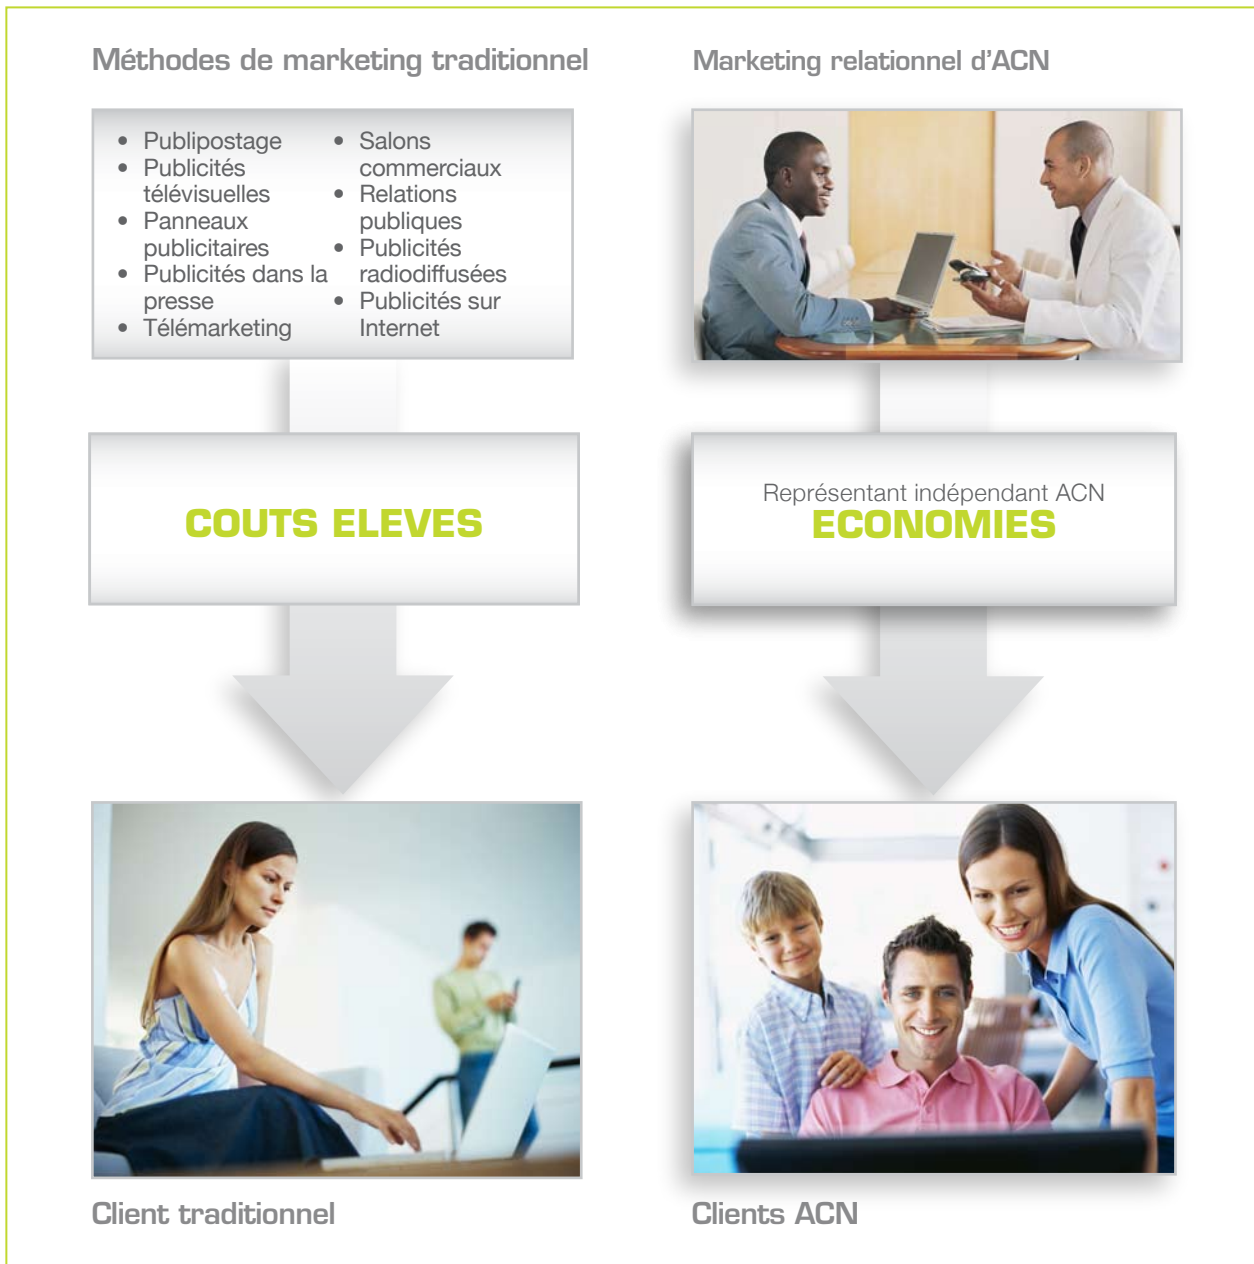 Méthodes de marketing traditionnel
• Publipostage
• Publicités
télévisuelles
• Panneaux
publicitaires
• Publicités dans la
presse
• Télémarketing
• Salons
commerciaux
• Relations
publiques
• Publicités
radiodiffusées
• Publicités sur
Internet
COUTS ELEVES
Client traditionnel
Marketing relationnel d’ACN
Représentant indépendant ACN
ECONOMIES
Clients ACN